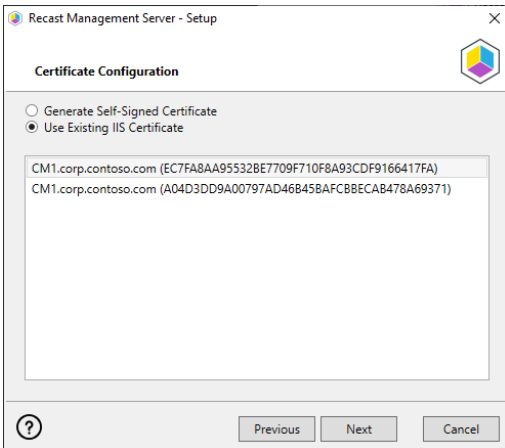 Recast Management Server - Setup
Certificate Configuration
Generate Self-Signed Certificate
Use Existing IIS Certificate
CM1.corp.contoso.com (EC7FA8AA95532BE7709F710F8A93CDF9166417FA)
CM1.corp.contoso.com (A04D3DD9A00797AD46B45BAFCBBECAB478A69371)
?
Previous Next Cancel